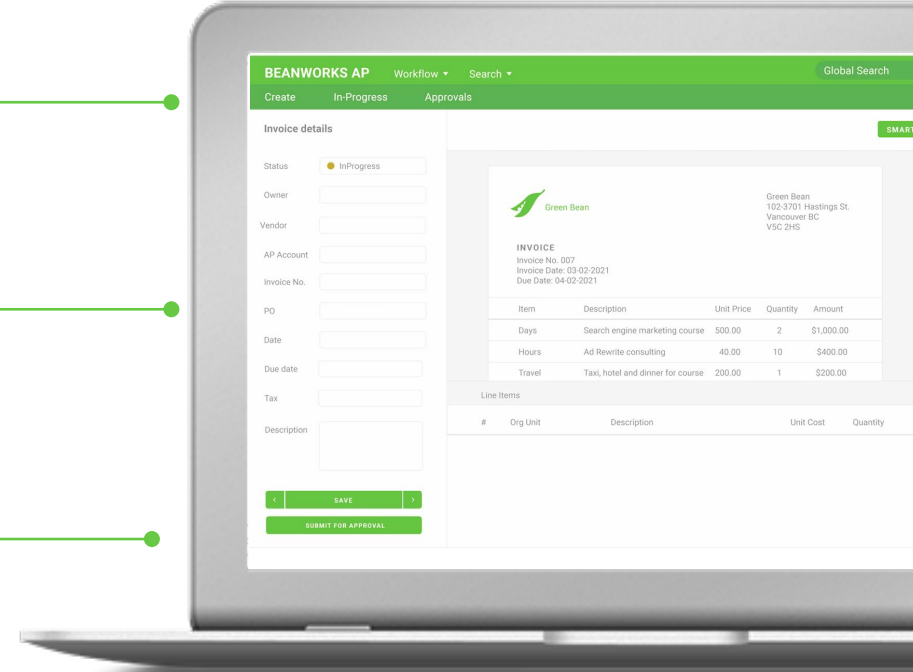 BEANWORKS AP Workflow Search Global Search
Create In-Progress Approvals
Invoice details
SMART
Status InProgress
Owner
Vendor
AP Account
Invoice No.
PO
Date
Due date
Tax
Description
SAVE
SUBMIT FOR APPROVAL
Green Bean
Green Bean
102-3701 Hastings St.
Vancouver BC
V5C 2HS
INVOICE
Invoice No. 007
Invoice Date: 03-02-2021
Due Date: 04-02-2021
Item Description Unit Price Quantity Amount
Days Search engine marketing course 500.00 2 $1,000.00
Hours Ad Rewrite consulting 40.00 10 $400.00
Travel Taxi, hotel and dinner for course 200.00 1 $200.00
Line Items
# Org Unit Description Unit Cost Quantity